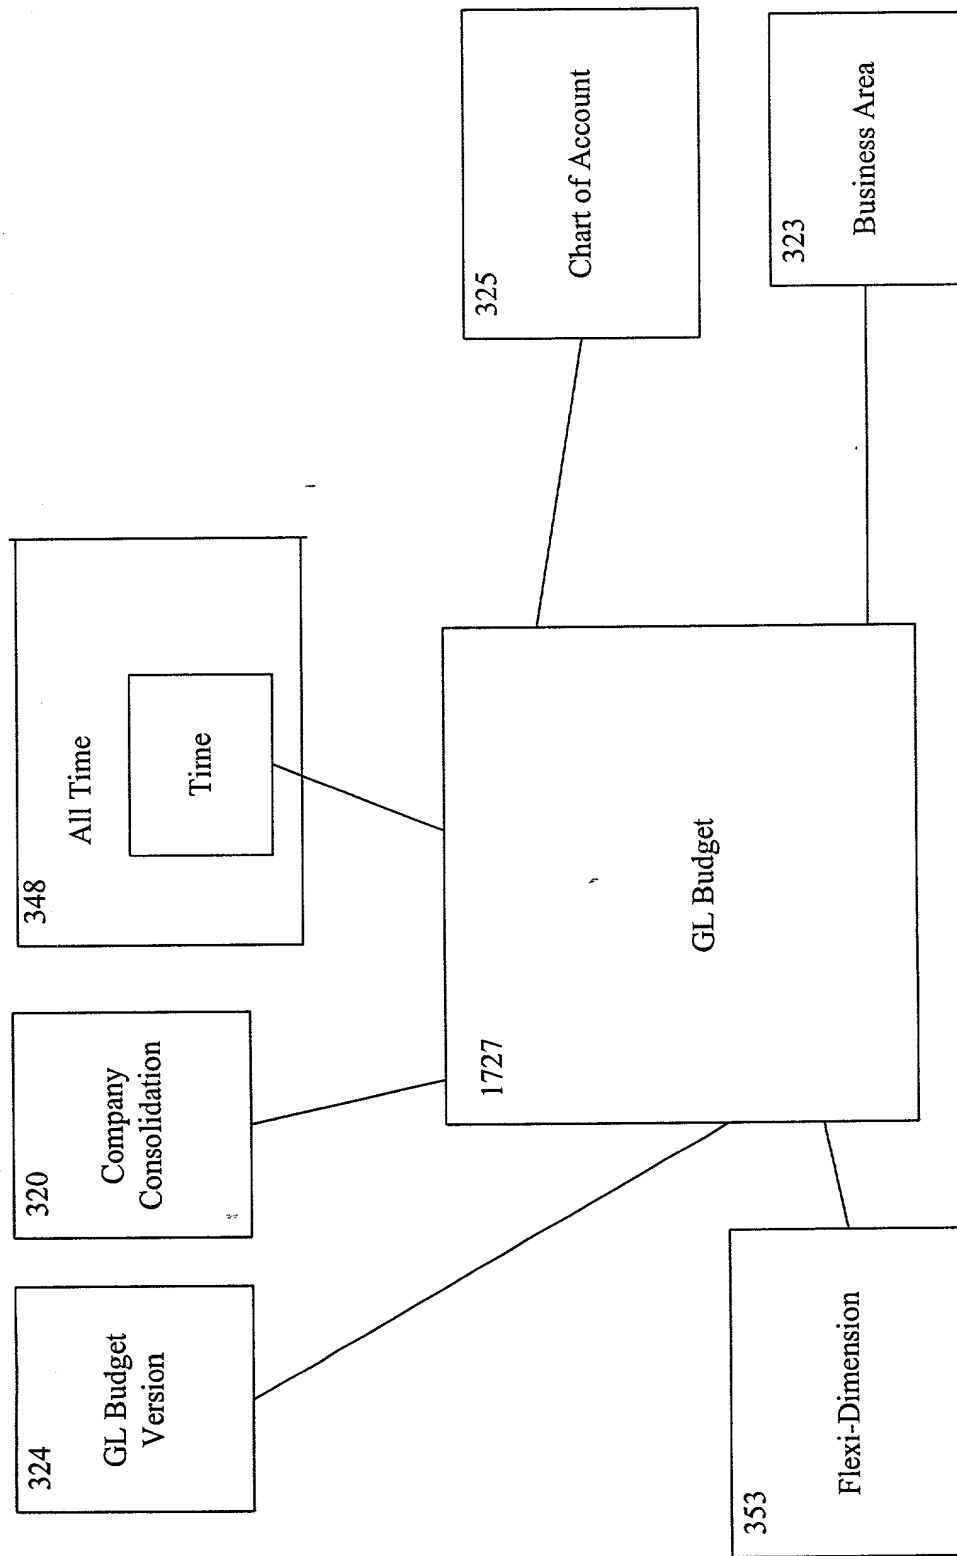 324
GL Budget
Version
320
Company
Consolidation
348
All Time
Time
325
Chart of Account
323
Business Area
1727
GL Budget
353
Flexi-Dimension